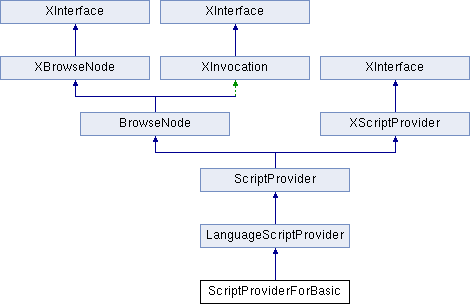 XInterface
XInterface
XBrowseNode
XInvocation
XInterface
BrowseNode
XScriptProvider
ScriptProvider
LanguageScriptProvider
ScriptProviderForBasic